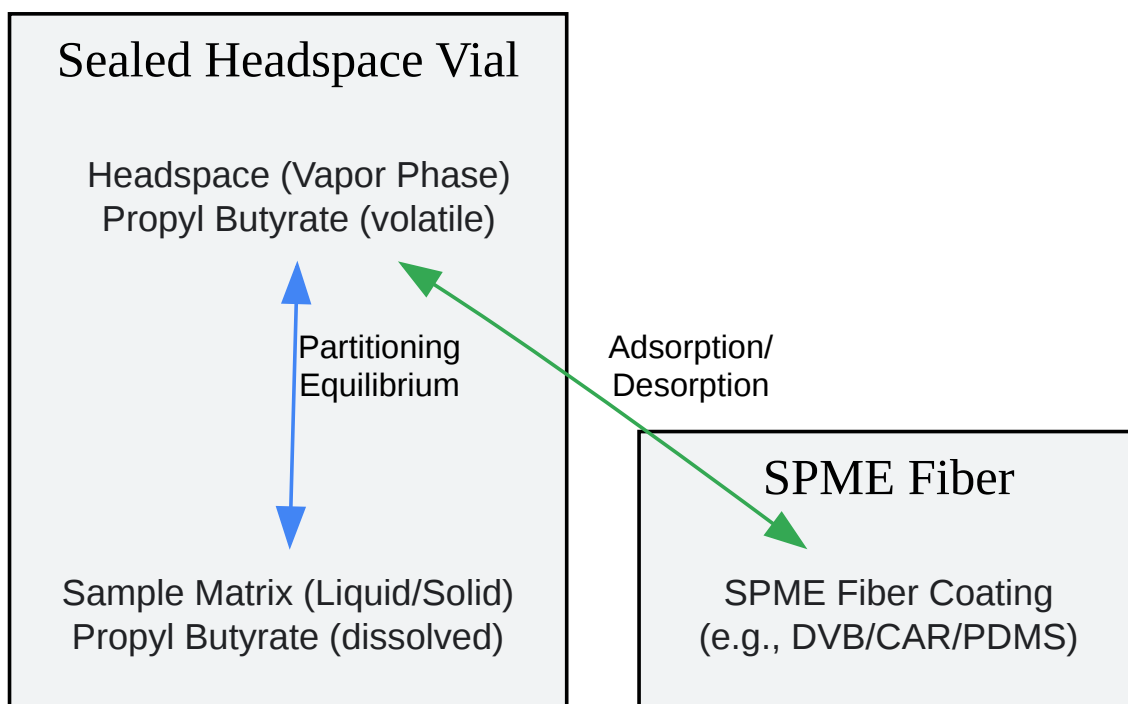 Sealed Headspace Vial
Headspace (Vapor Phase)
Propyl Butyrate (volatile)
Partitioning
Equilibrium
Adsorption/
Desorption
SPME Fiber
Sample Matrix (Liquid/Solid)
Propyl Butyrate (dissolved)
SPME Fiber Coating
(e.g., DVB/CAR/PDMS)